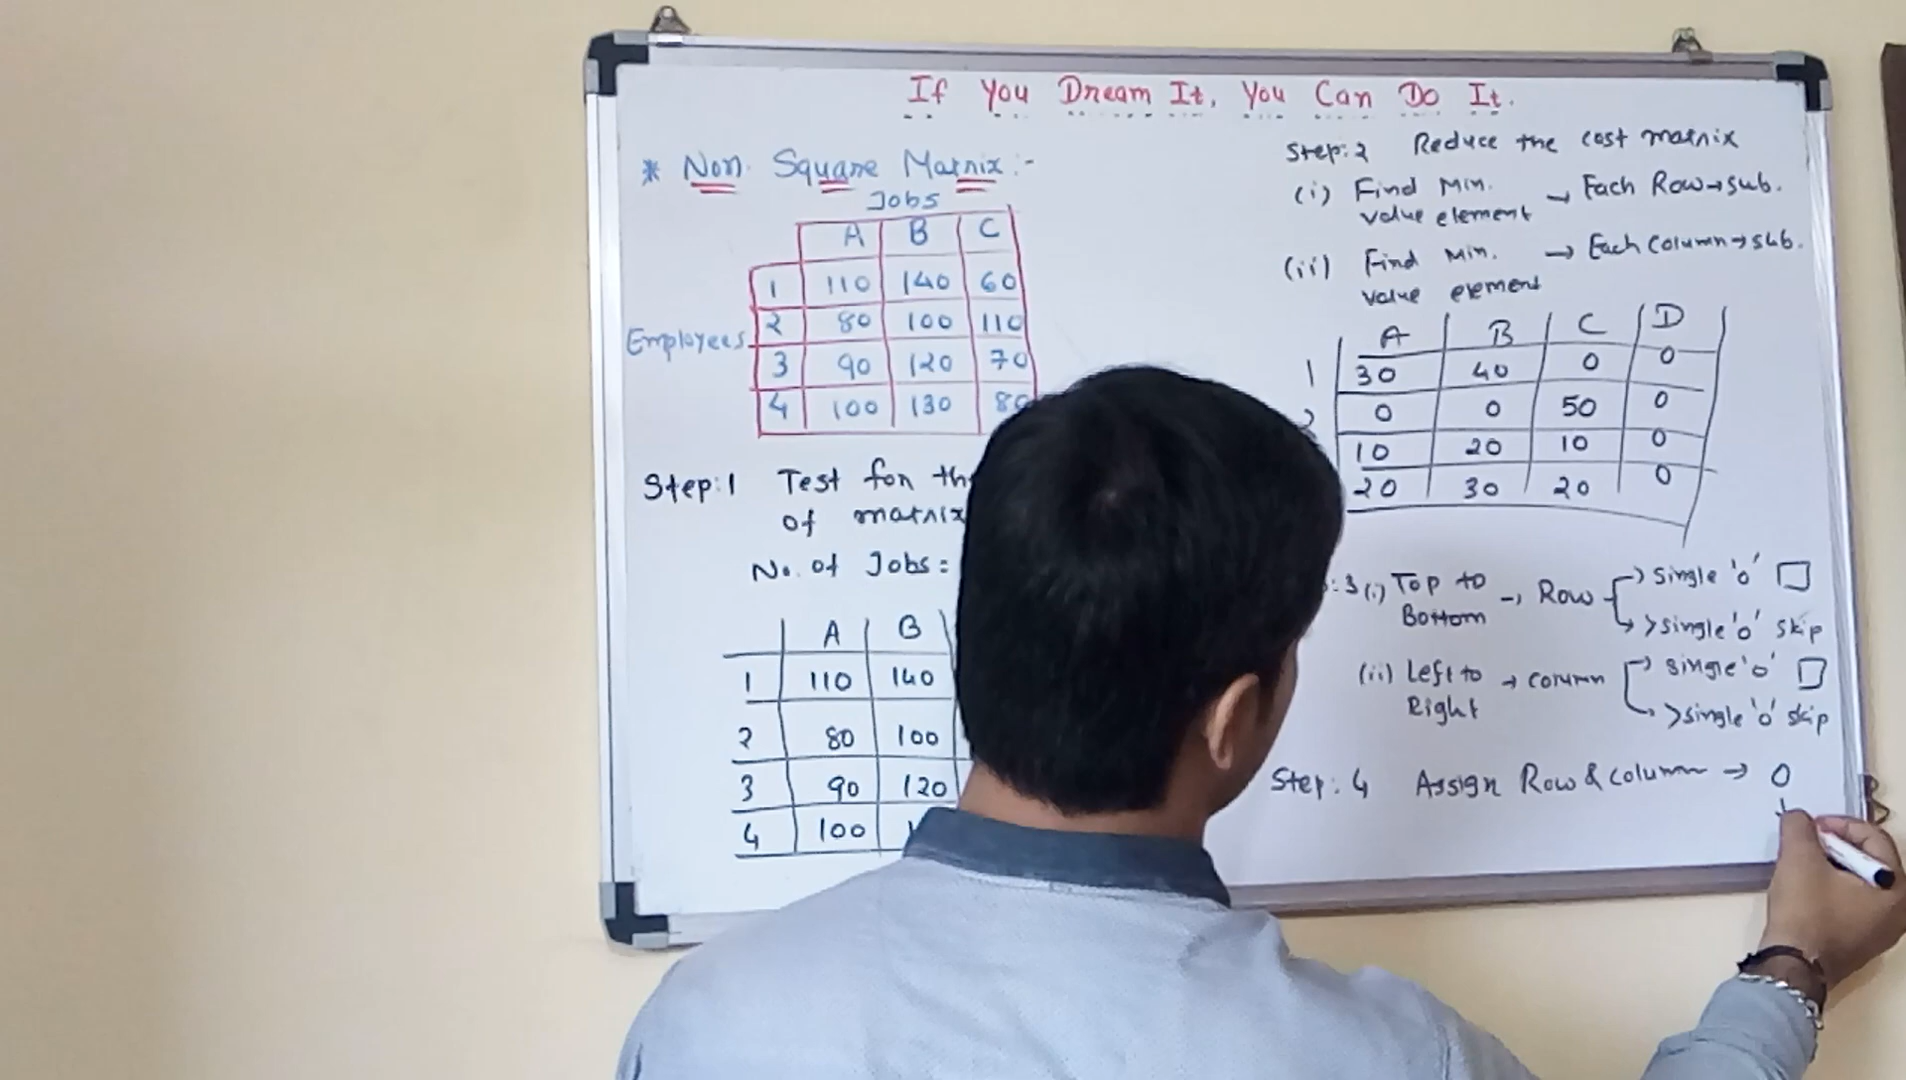 If You Dream It, You Can Do It.
* Non Square Matrix :-
Jobs
A B C
1 110 140 60
2 80 100 110
Employees
3 90 120 70
4 100 130 80
Step:1 Test for the
of matrix
No. of Jobs =
A B
1 110 140
2 80 100
3 90 120
4 100
Step:2 Reduce the cost matrix
(i) Find Min. → Each Row → sub.
value element
(ii) Find Min. → Each Column → sub.
value element
A B C D
1 30 40 0 0
0 0 50 0
10 20 10 0
20 30 20 0
:3 (i) Top to → Row → Single 'o' □
Bottom → >single 'o' skip
(ii) Left to → column → single 'o' □
Right → >single 'o' skip
Step: 4 Assign Row & column → 0